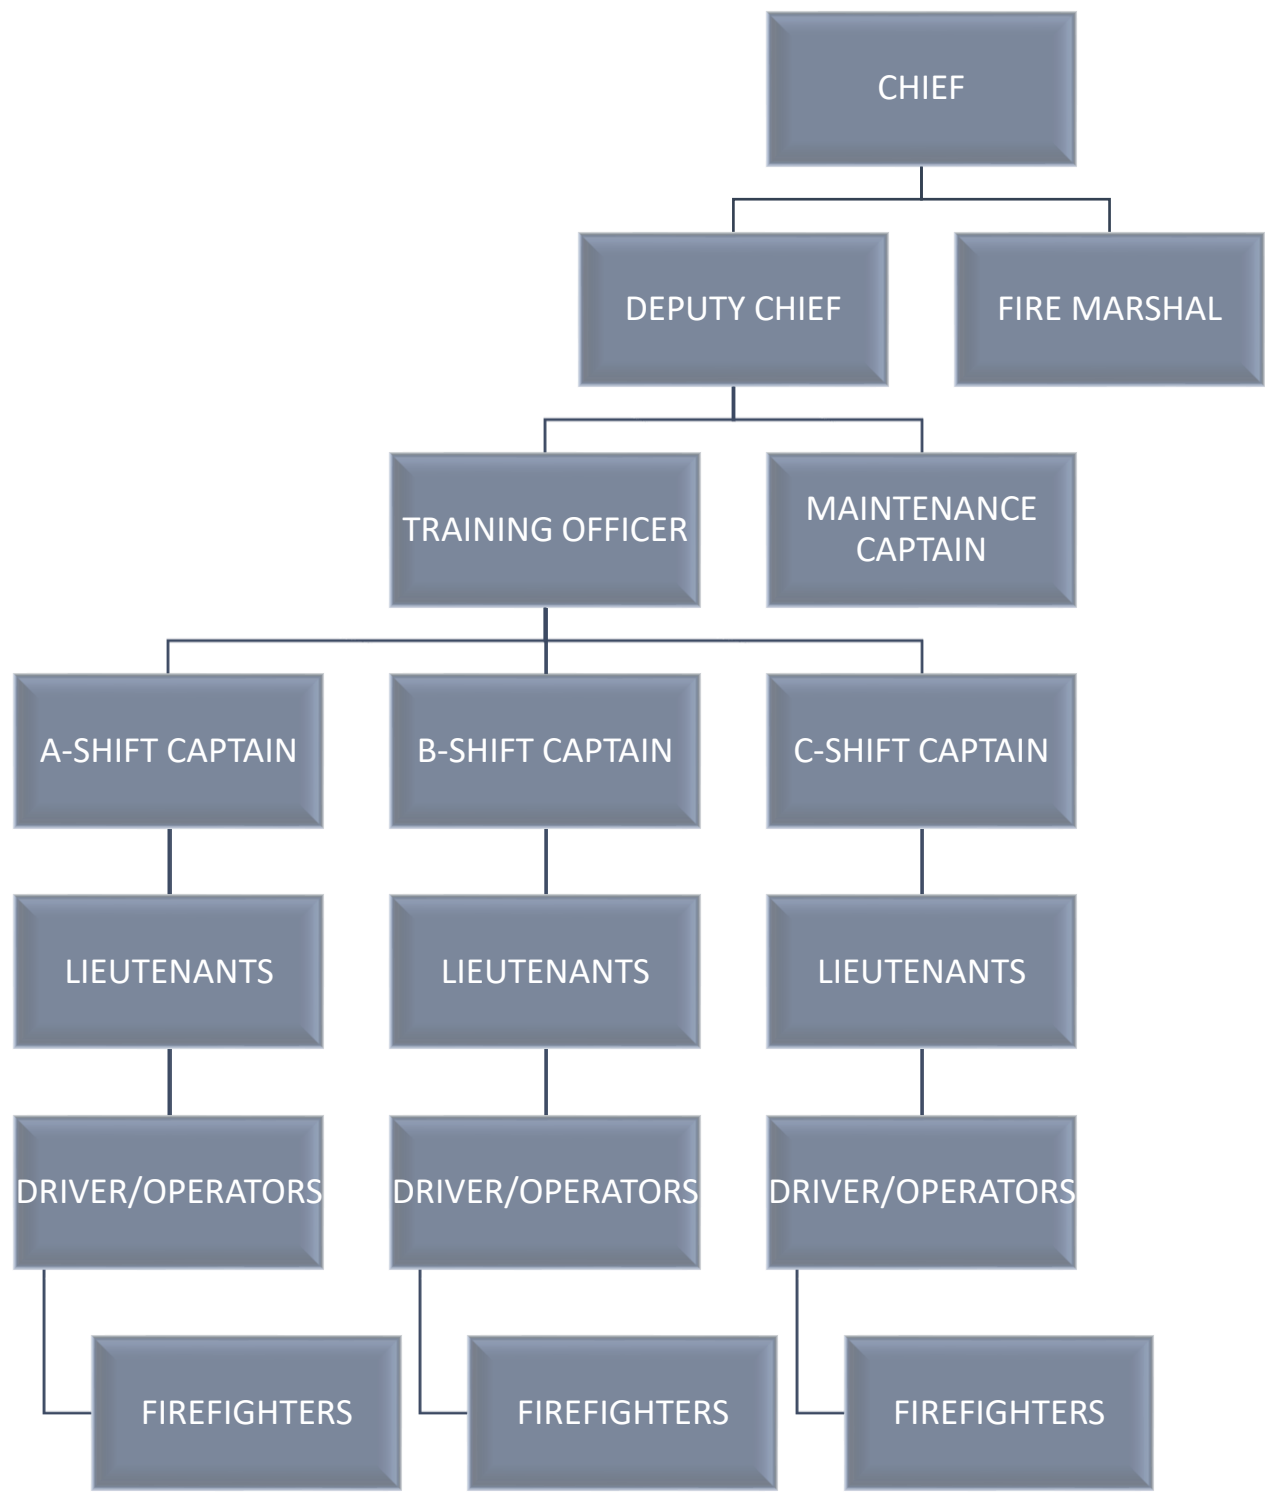 CHIEF
DEPUTY CHIEF
FIRE MARSHAL
TRAINING OFFICER
MAINTENANCE
CAPTAIN
A-SHIFT CAPTAIN
B-SHIFT CAPTAIN
C-SHIFT CAPTAIN
LIEUTENANTS
LIEUTENANTS
LIEUTENANTS
DRIVER/OPERATORS
DRIVER/OPERATORS
DRIVER/OPERATORS
FIREFIGHTERS
FIREFIGHTERS
FIREFIGHTERS